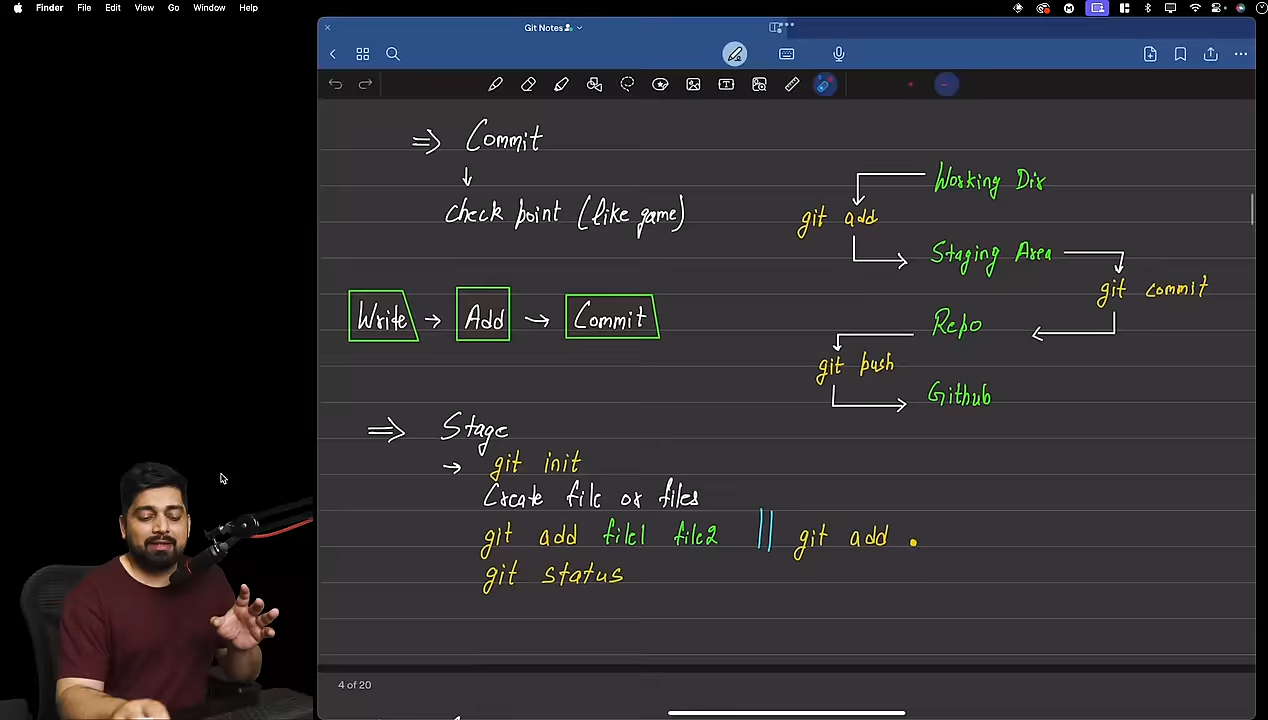 Finder File Edit View Go Window Help
Git Notes
⇒ Commit
↓
check point (like game)
Write → Add → Commit
Working Dir
git add
Staging Area
git commit
Repo
git push
Github
⇒ Stage
→ git init
Create file or files
git add file1 file2 || git add .
git status
4 of 20